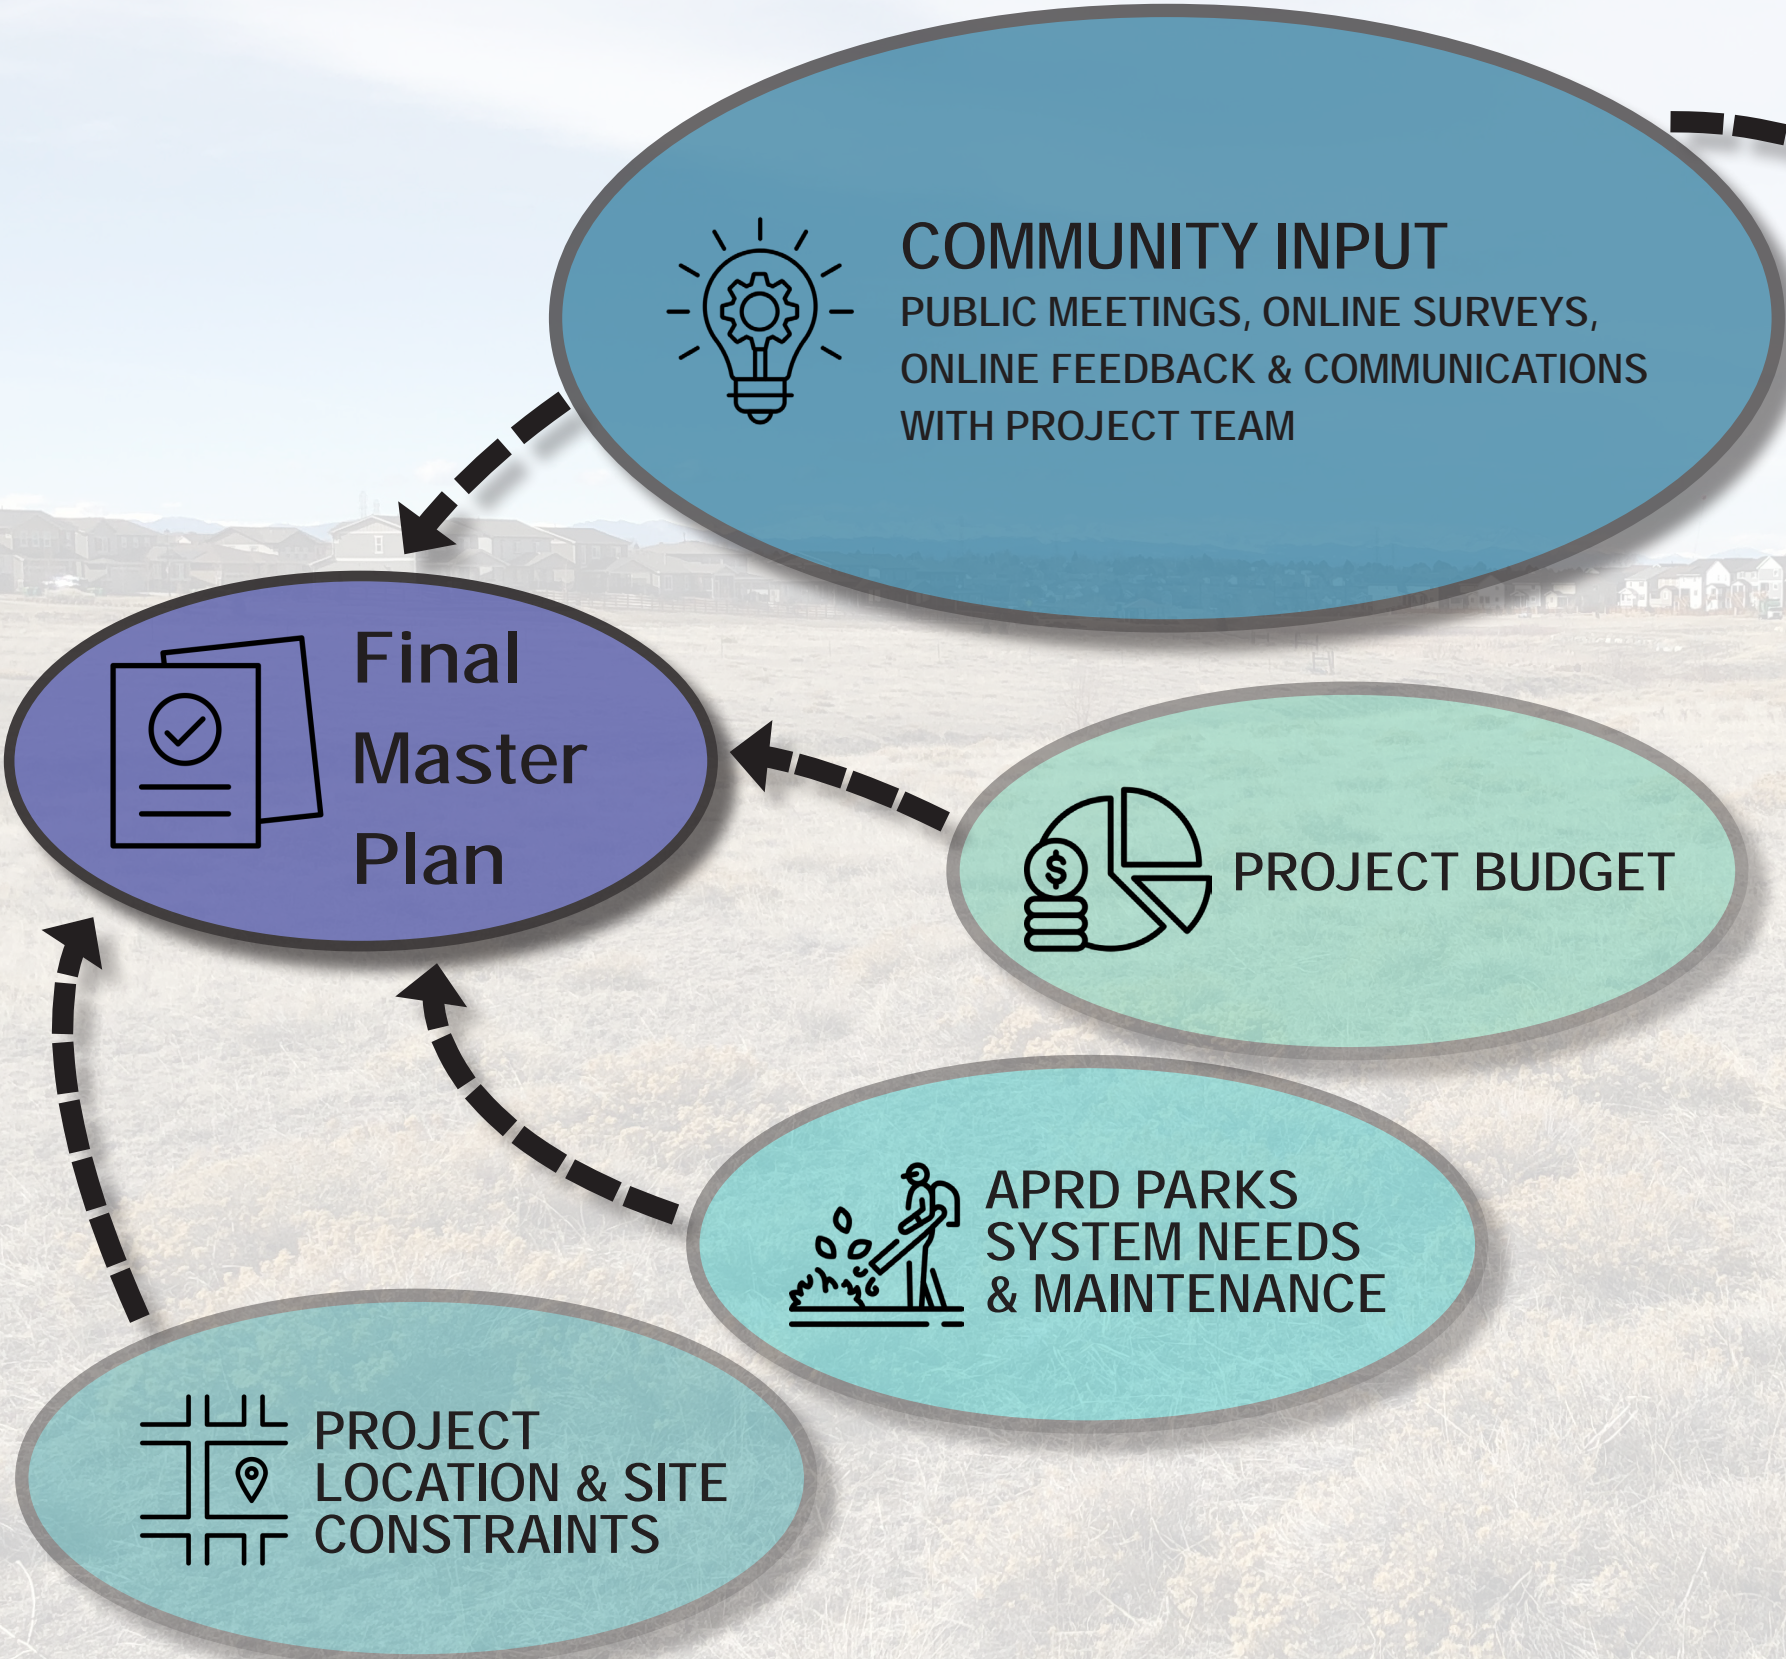 COMMUNITY INPUT
PUBLIC MEETINGS, ONLINE SURVEYS,
ONLINE FEEDBACK & COMMUNICATIONS
WITH PROJECT TEAM
Final
Master
Plan
$
PROJECT BUDGET
APRD PARKS
SYSTEM NEEDS
& MAINTENANCE
PROJECT
LOCATION & SITE
CONSTRAINTS